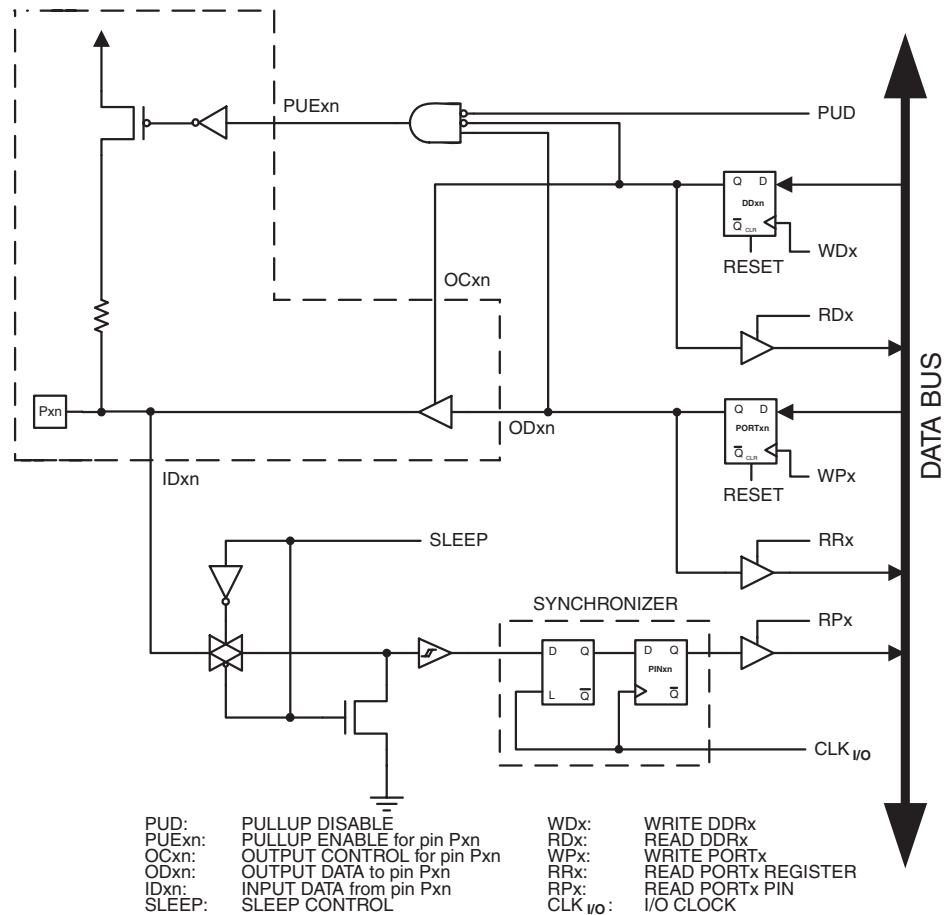 PUExn
PUD
Q D
DDxn
Q CLR
WDx
RESET
OCxn
RDx
DATA BUS
Pxn
ODxn
Q D
PORTxn
Q CLR
WPx
RESET
IDxn
SLEEP
RRx
SYNCHRONIZER
RPx
D Q
L Q
D Q
PINxn
Q
CLK I/O
PUD: PULLUP DISABLE
PUExn: PULLUP ENABLE for pin Pxn
OCxn: OUTPUT CONTROL for pin Pxn
ODxn: OUTPUT DATA to pin Pxn
IDxn: INPUT DATA from pin Pxn
SLEEP: SLEEP CONTROL
WDx: WRITE DDRx
RDx: READ DDRx
WPx: WRITE PORTx
RRx: READ PORTx REGISTER
RPx: READ PORTx PIN
CLK I/O: I/O CLOCK